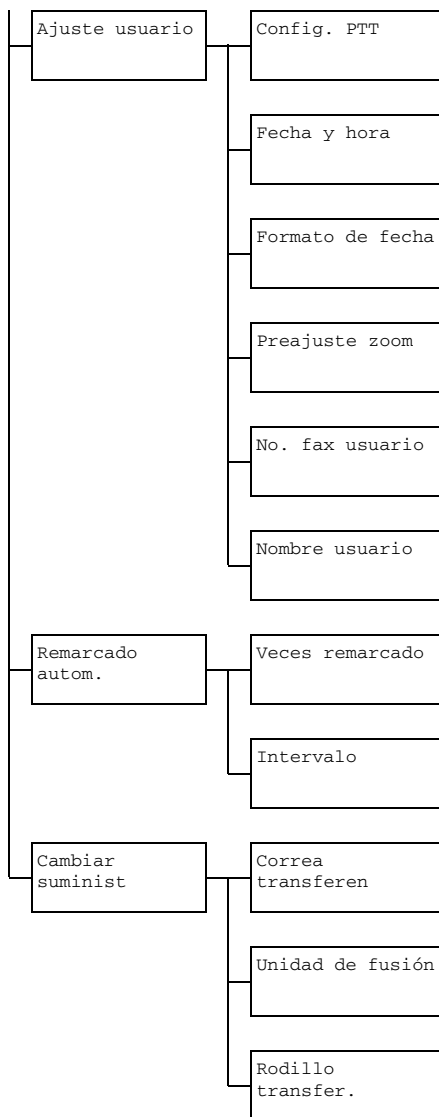 Ajuste usuario
Config. PTT
Fecha y hora
Formato de fecha
Preajuste zoom
No. fax usuario
Nombre usuario
Remarcado
autom.
Veces remarcado
Intervalo
Cambiar
suminist
Correa
transferen
Unidad de fusión
Rodillo
transfer.